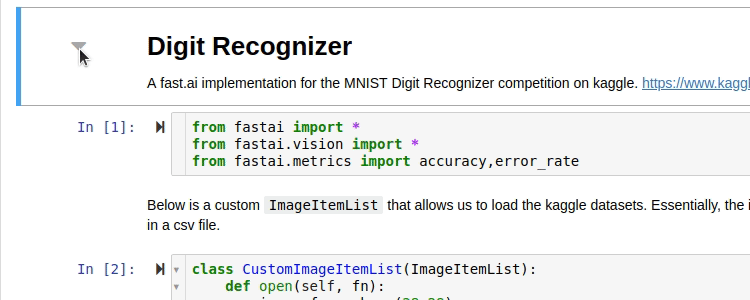 Digit Recognizer
A fast.ai implementation for the MNIST Digit Recognizer competition on kaggle. https://www.kaggl
In [1]:
from fastai import *
from fastai.vision import *
from fastai.metrics import accuracy,error_rate
Below is a custom ImageItemList that allows us to load the kaggle datasets. Essentially, the i
in a csv file.
In [2]:
class CustomImageItemList(ImageItemList):
def open(self, fn):